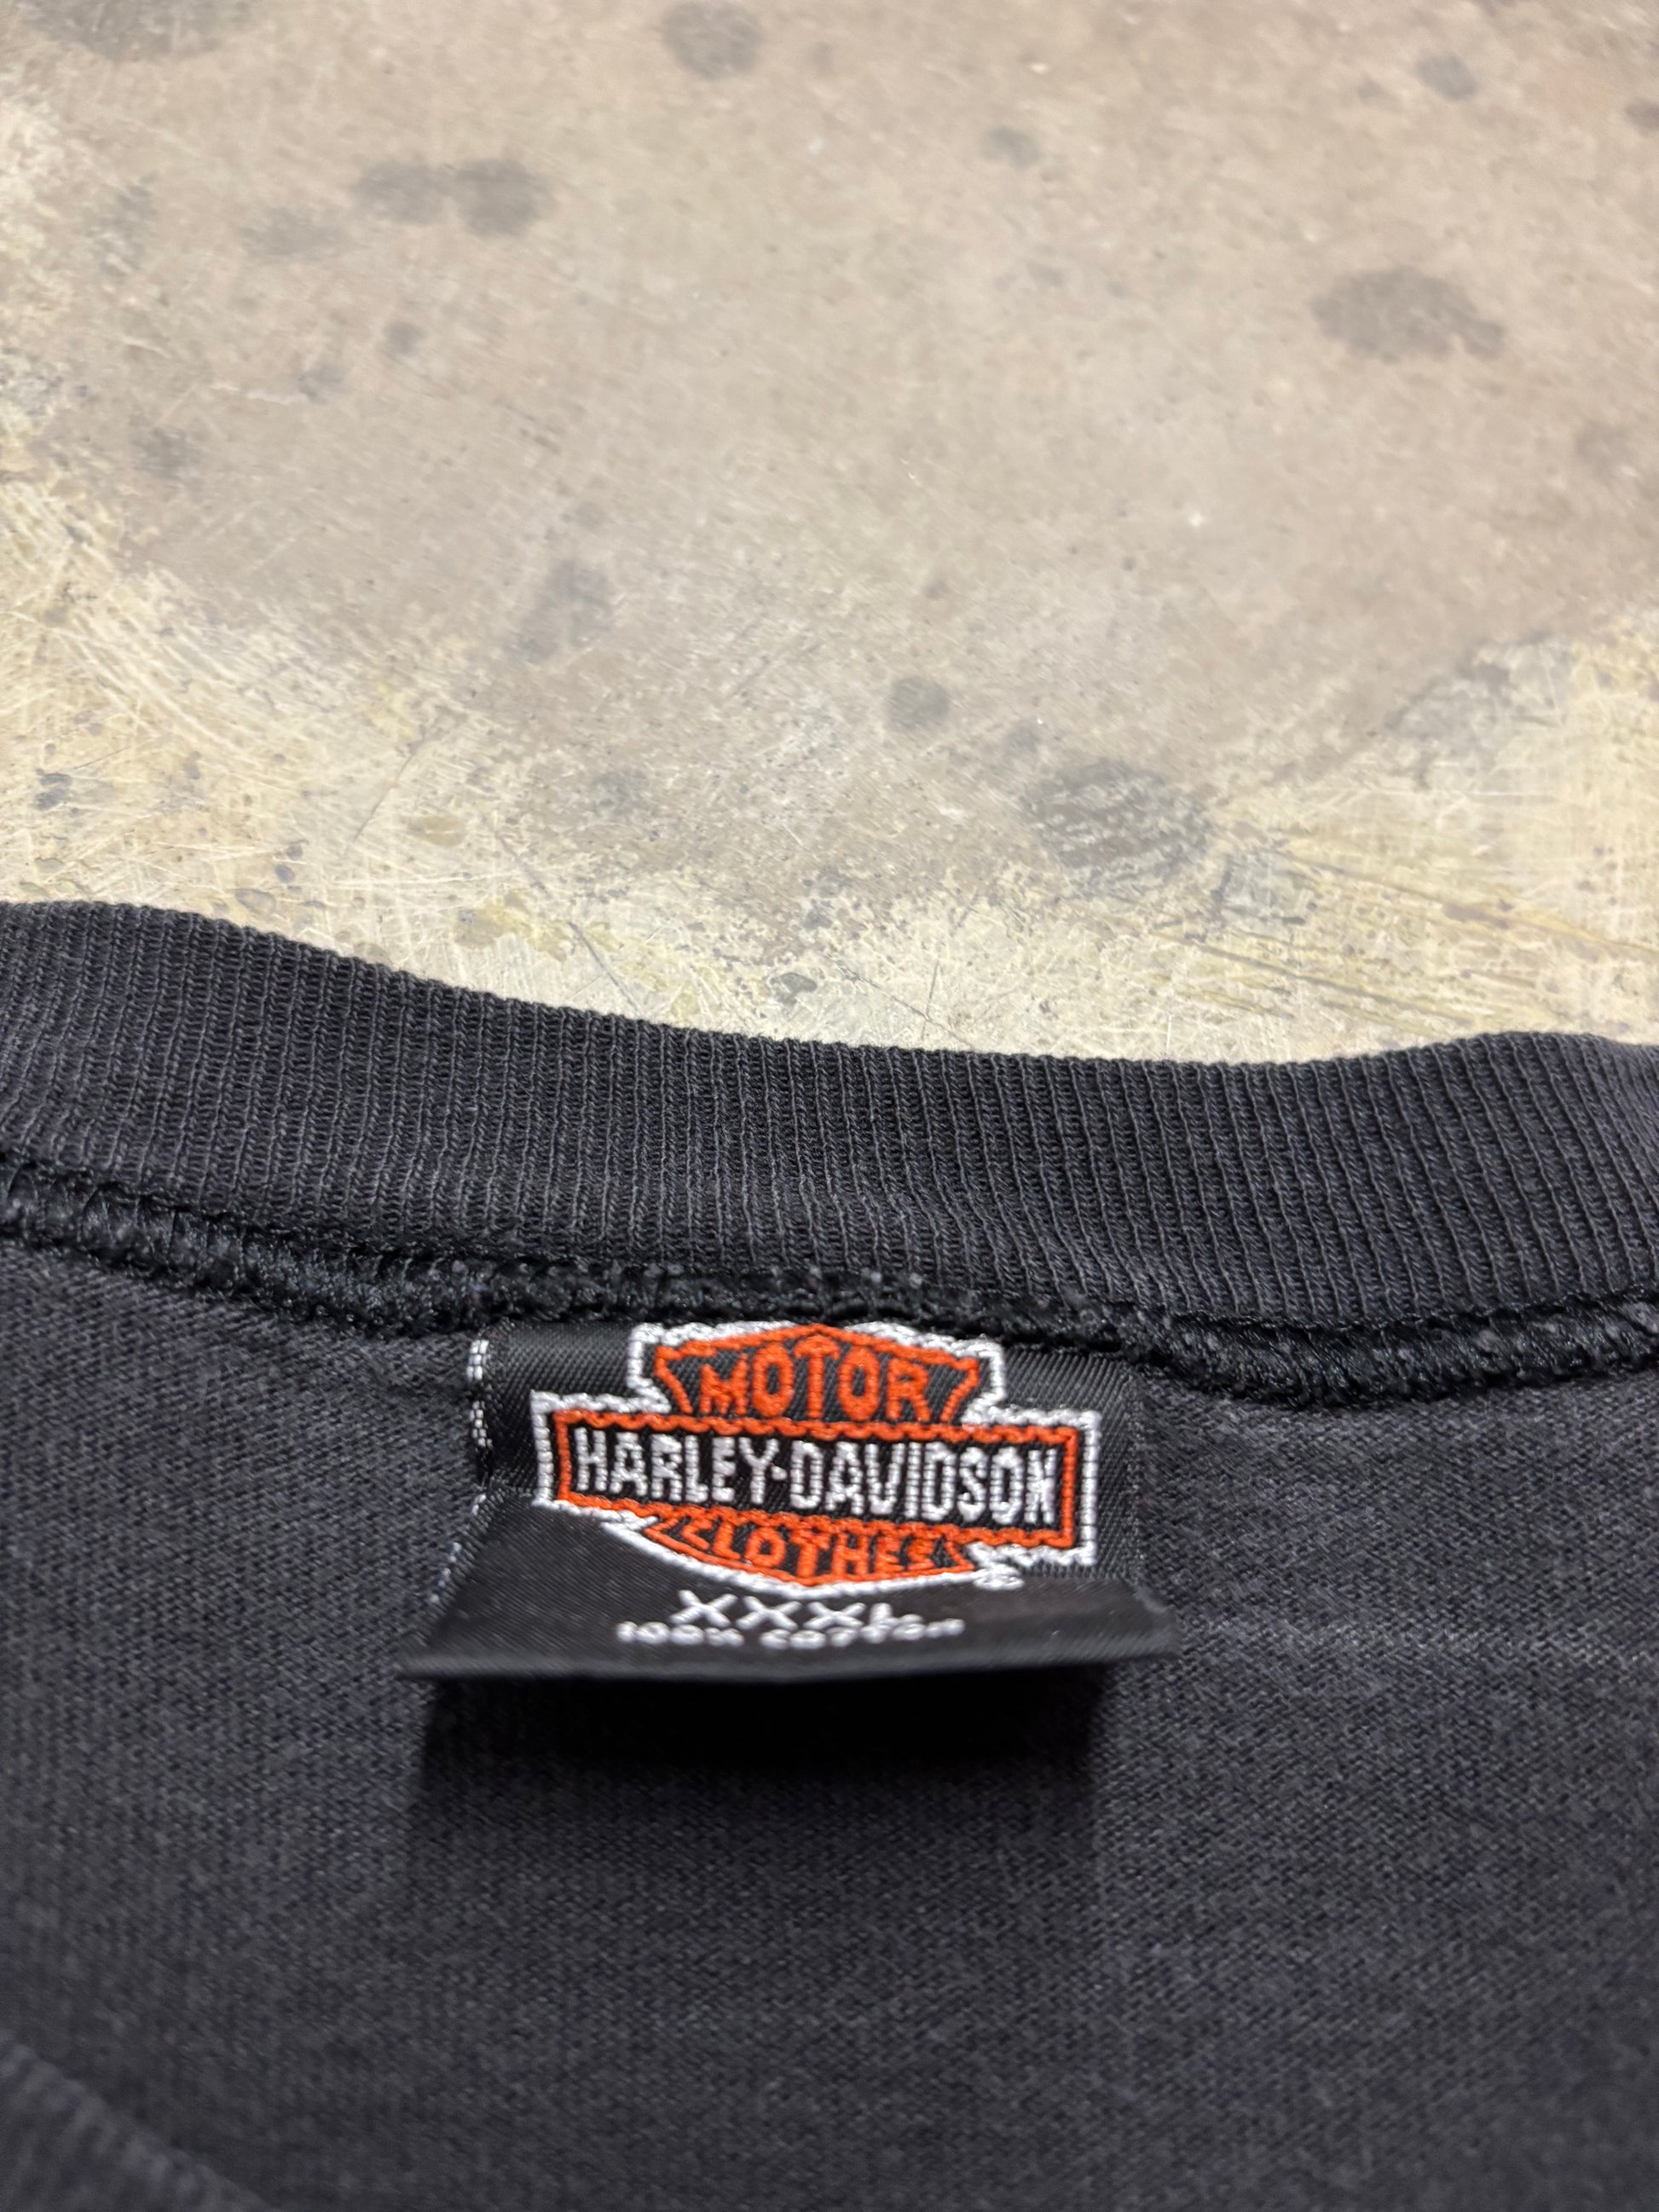 MOTOR
HARLEY-DAVIDSON
CLOTHES
XXXL
100% COTTON